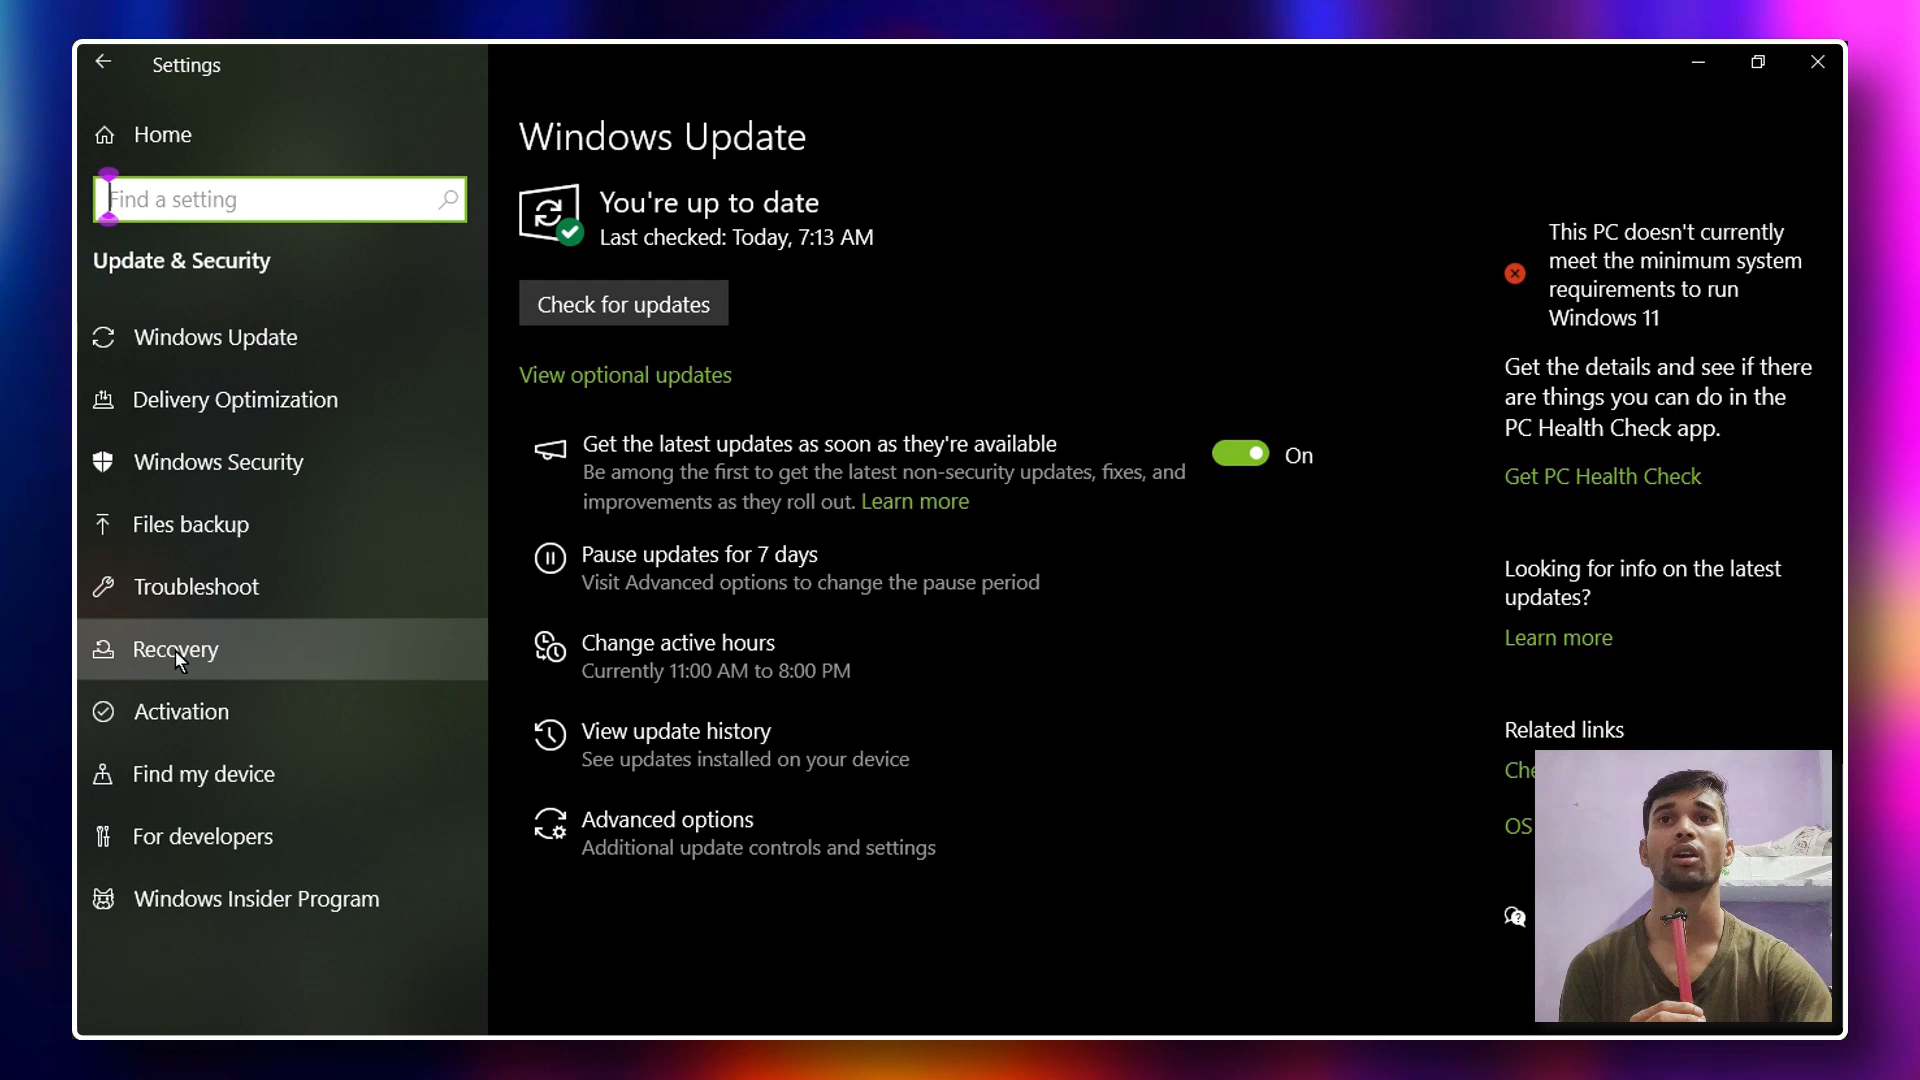 Settings
Home
Find a setting
Update & Security
Windows Update
Delivery Optimization
Windows Security
Files backup
Troubleshoot
Recovery
Activation
Find my device
For developers
Windows Insider Program
Windows Update
You're up to date
Last checked: Today, 7:13 AM
Check for updates
View optional updates
Get the latest updates as soon as they're available
Be among the first to get the latest non-security updates, fixes, and
improvements as they roll out. Learn more
On
Pause updates for 7 days
Visit Advanced options to change the pause period
Change active hours
Currently 11:00 AM to 8:00 PM
View update history
See updates installed on your device
Advanced options
Additional update controls and settings
This PC doesn't currently
meet the minimum system
requirements to run
Windows 11
Get the details and see if there
are things you can do in the
PC Health Check app.
Get PC Health Check
Looking for info on the latest
updates?
Learn more
Related links
OS